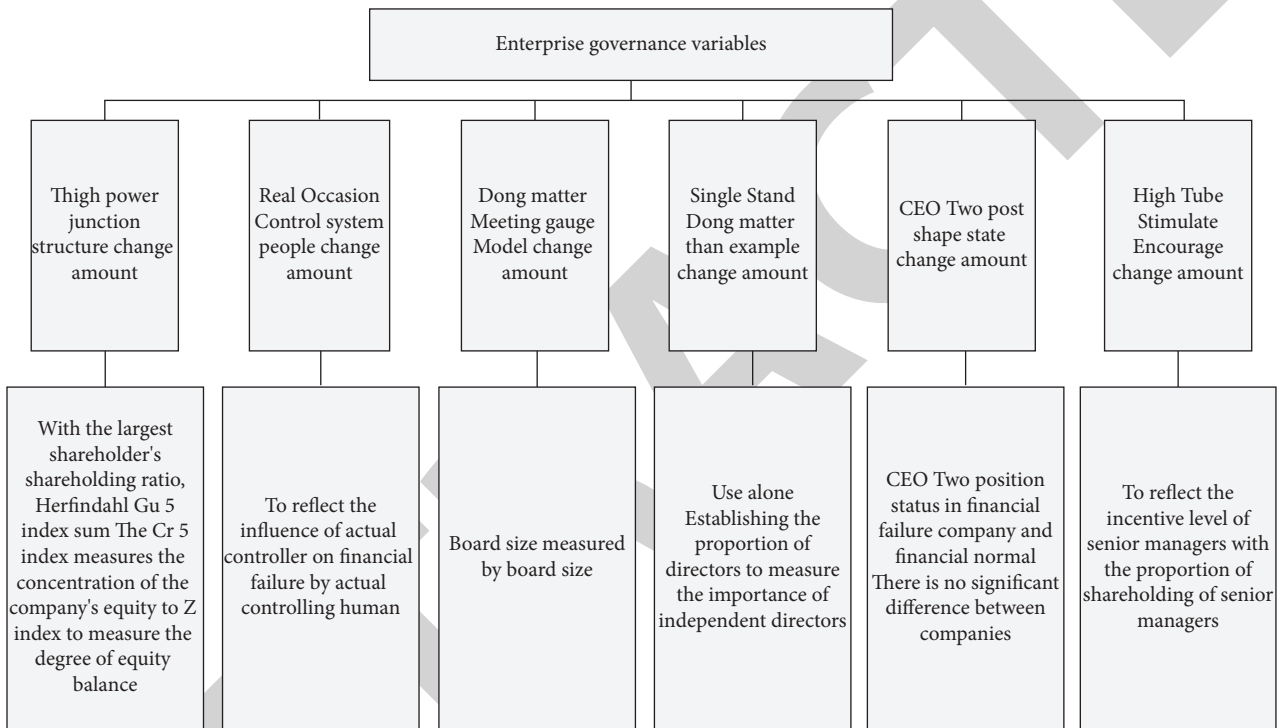 Enterprise governance variables
Thigh power
junction
structure change
amount
Real Occasion
Control system
people change
amount
Dong matter
Meeting gauge
Model change
amount
Single Stand
Dong matter
than example
change amount
CEO Two post
shape state
change amount
High Tube
Stimulate
Encourage
change amount
With the largest
shareholder's
shareholding ratio,
Herfindahl Gu 5
index sum The Cr 5
index measures the
concentration of the
company's equity to Z
index to measure the
degree of equity
balance
To reflect the
influence of actual
controller on financial
failure by actual
controlling human
Board size measured
by board size
Use alone
Establishing the
proportion of
directors to measure
the importance of
independent directors
CEO Two position
status in financial
failure company and
financial normal
There is no significant
difference between
companies
To reflect the
incentive level of
senior managers with
the proportion of
shareholding of senior
managers